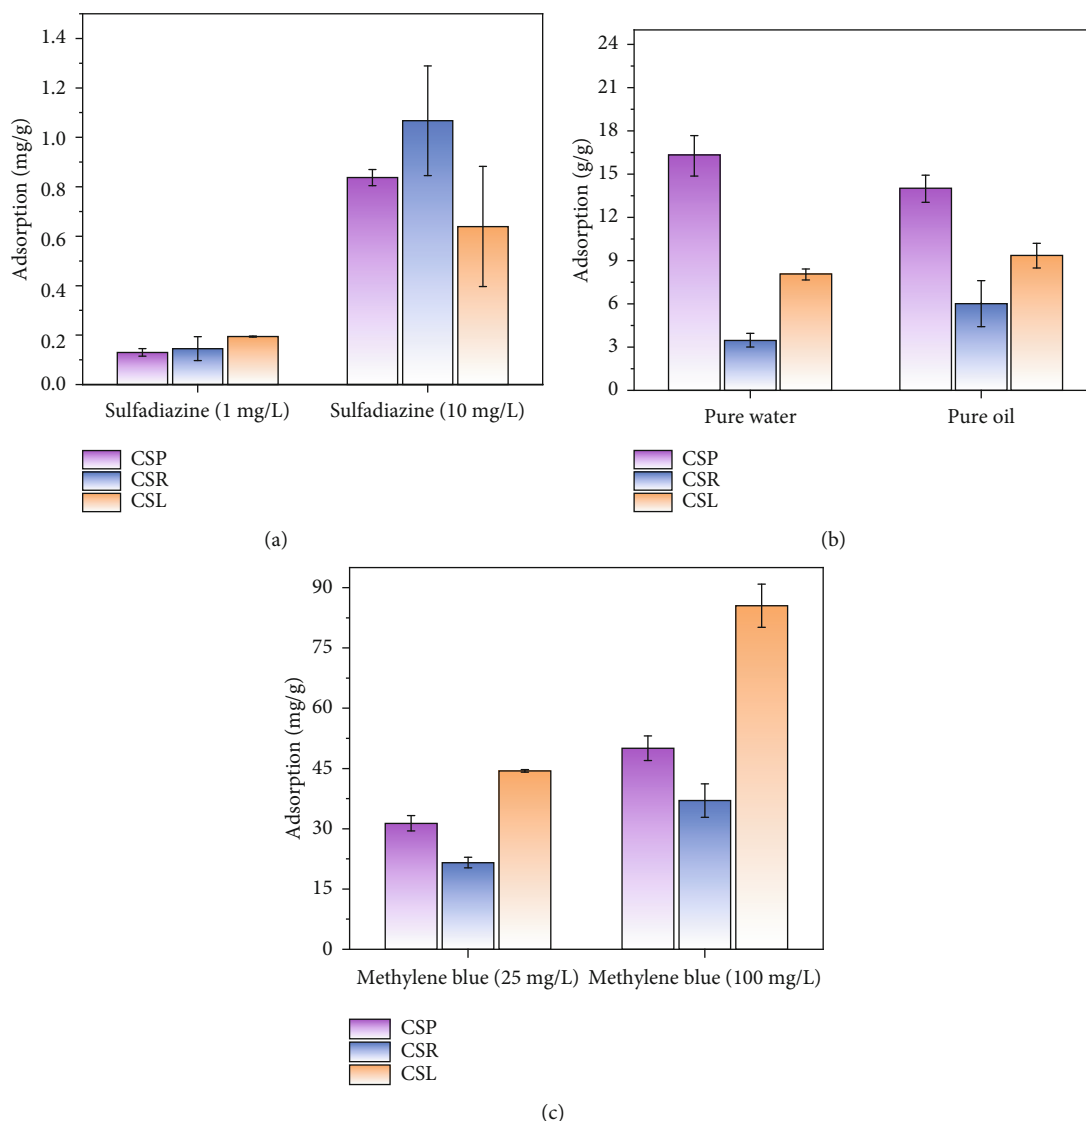 Adsorption (mg/g)
1.4
1.2
1.0
0.8
0.6
0.4
0.2
0.0
Sulfadiazine (1 mg/L) Sulfadiazine (10 mg/L)
CSP
CSR
CSL
(a)
Adsorption (g/g)
24
21
18
15
12
9
6
3
0
Pure water Pure oil
CSP
CSR
CSL
(b)
Adsorption (mg/g)
90
75
60
45
30
15
0
Methylene blue (25 mg/L) Methylene blue (100 mg/L)
CSP
CSR
CSL
(c)